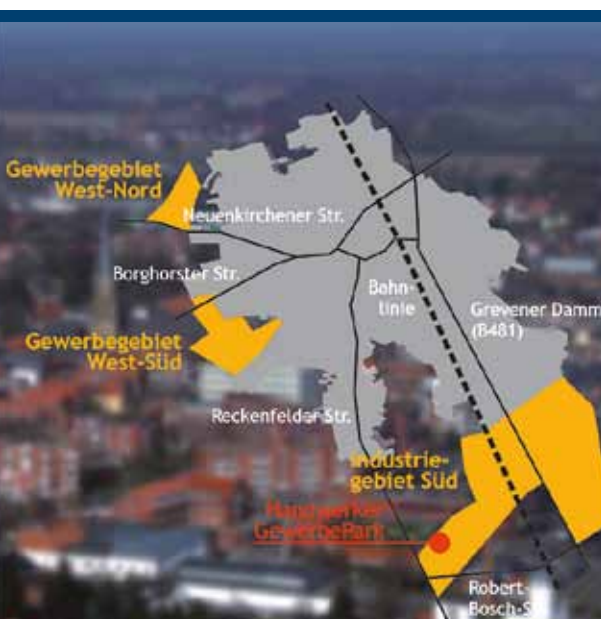 Gewerbegebiet
West-Nord
Neuenkirchener Str.
Borghorster Str.
Bahn-
linie
Grevener Damm
(B481)
Gewerbegebiet
West-Süd
Reckenfelder Str.
Industrie-
gebiet Süd
Handwerker
GewerbePark
Robert-
Bosch-S